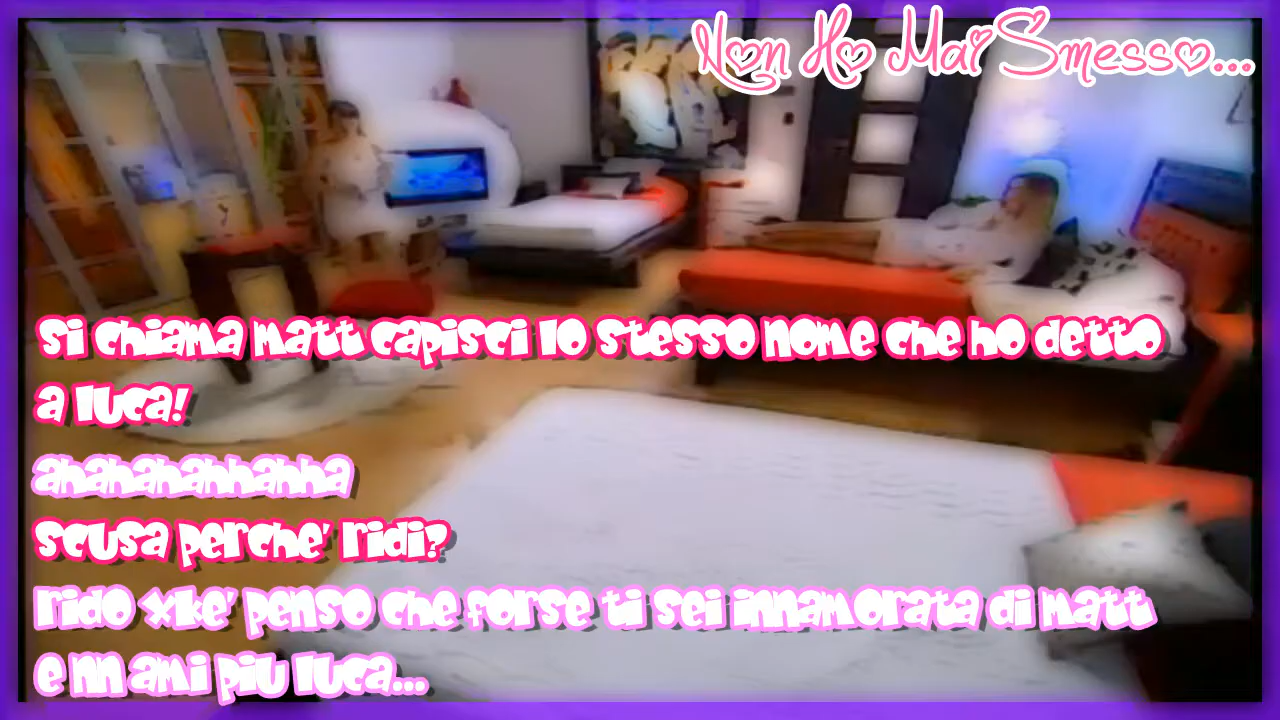 Non Ho Mai Smesso...
si chiama matt capisci lo stesso nome che ho detto
a luca!
ahahahahhahha
scusa perche' ridi?
rido xke' penso che forse ti sei innamorata di matt
e nn ami piu luca...